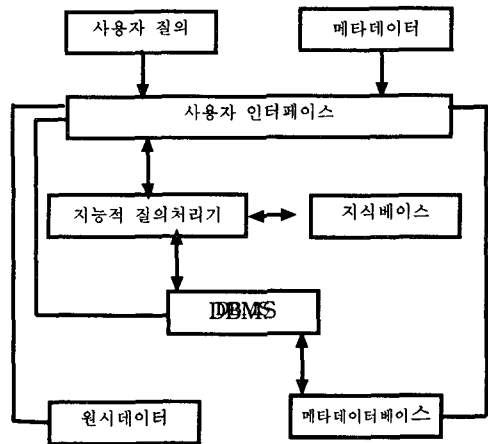 사용자 질의
메타데이터
사용자 인터페이스
지능적 질의처리기
지식베이스
DBMS
원시데이터
메타데이터베이스